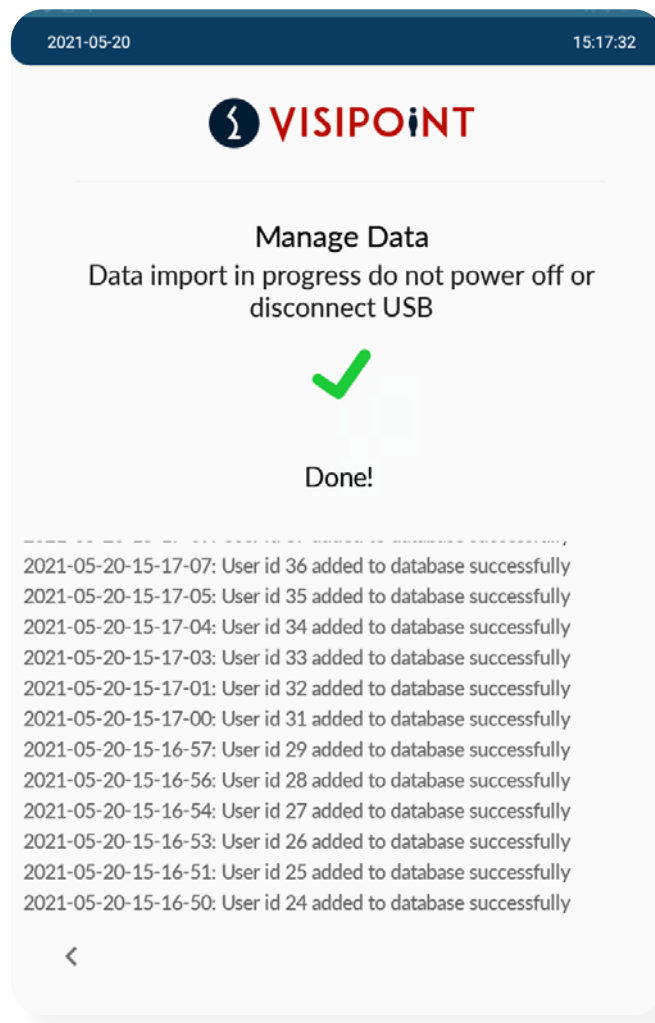 2021-05-20 15:17:32
VISIPOiNT
Manage Data
Data import in progress do not power off or
disconnect USB
Done!
2021-05-20-15-17-07: User id 36 added to database successfully
2021-05-20-15-17-05: User id 35 added to database successfully
2021-05-20-15-17-04: User id 34 added to database successfully
2021-05-20-15-17-03: User id 33 added to database successfully
2021-05-20-15-17-01: User id 32 added to database successfully
2021-05-20-15-17-00: User id 31 added to database successfully
2021-05-20-15-16-57: User id 29 added to database successfully
2021-05-20-15-16-56: User id 28 added to database successfully
2021-05-20-15-16-54: User id 27 added to database successfully
2021-05-20-15-16-53: User id 26 added to database successfully
2021-05-20-15-16-51: User id 25 added to database successfully
2021-05-20-15-16-50: User id 24 added to database successfully